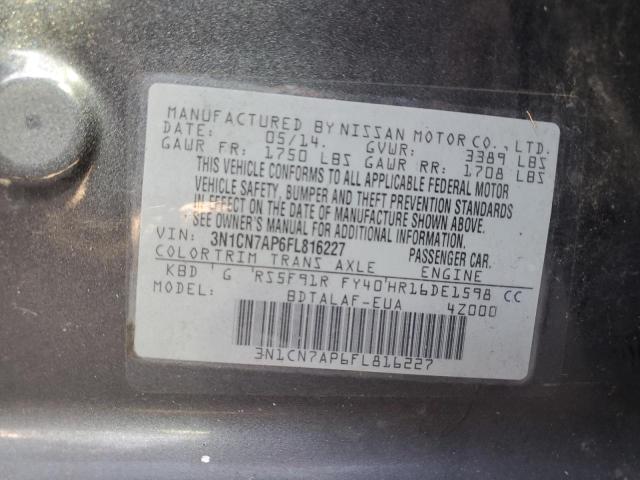 MANUFACTURED BY NISSAN MOTOR CO., LTD.
DATE: 05/14. GVWR: 3389 LBS
GAWR FR: 1750 LBS GAWR RR: 1708 LBS
THIS VEHICLE CONFORMS TO ALL APPLICABLE FEDERAL MOTOR
VEHICLE SAFETY, BUMPER AND THEFT PREVENTION STANDARDS
IN EFFECT ON THE DATE OF MANUFACTURE SHOWN ABOVE.
* SEE OWNER'S MANUAL FOR ADDITIONAL INFORMATION.
VIN: 3N1CN7AP6FL816227 PASSENGER CAR.
COLOR TRIM TRANS AXLE ENGINE
KBD ' G ' RS5F91R FY40 ' HR16DE1598 CC
BDTALAF-EUA 4Z000
3N1CN7AP6FL816227